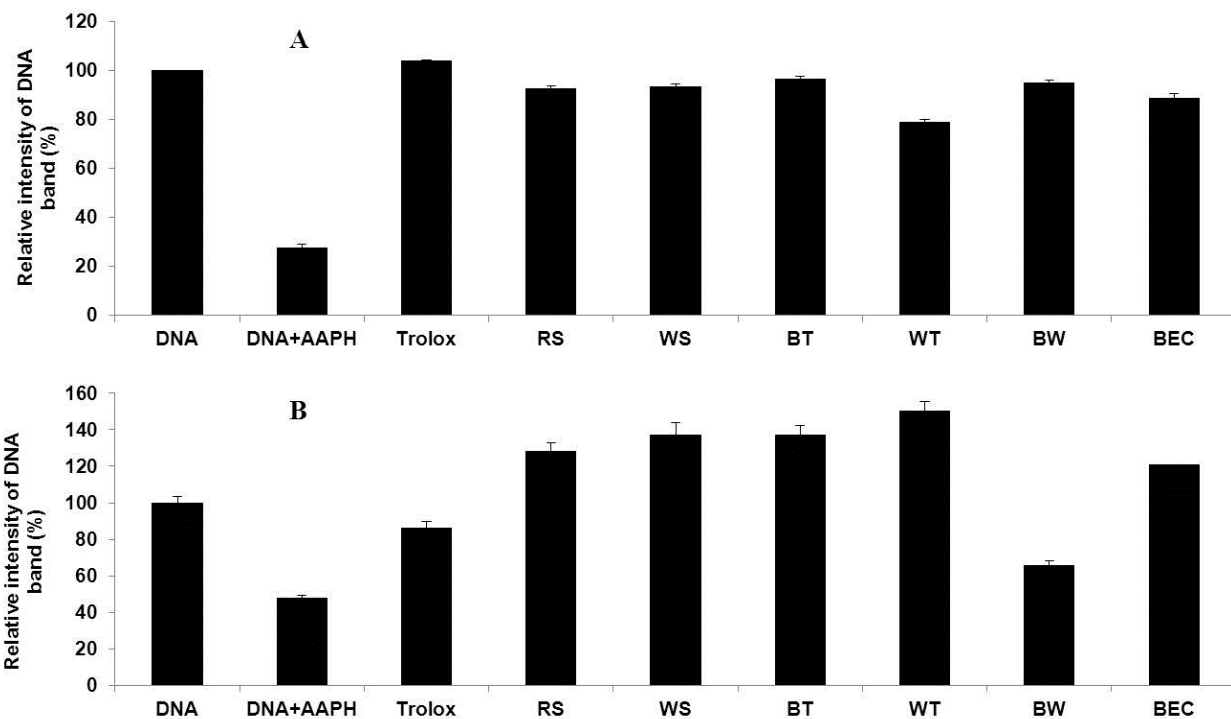 A
Relative intensity of DNA
band (%)
120
100
80
60
40
20
0
DNA DNA+AAPH Trolox RS WS BT WT BW BEC
B
Relative intensity of DNA
band (%)
160
140
120
100
80
60
40
20
0
DNA DNA+AAPH Trolox RS WS BT WT BW BEC